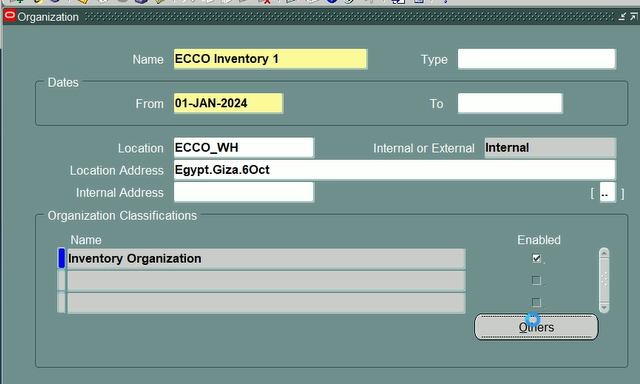 Organization
Name ECCO Inventory 1 Type
Dates
From 01-JAN-2024 To
Location ECCO_WH Internal or External Internal
Location Address Egypt.Giza.6Oct
Internal Address [ .. ]
Organization Classifications
Name Enabled
Inventory Organization
Others